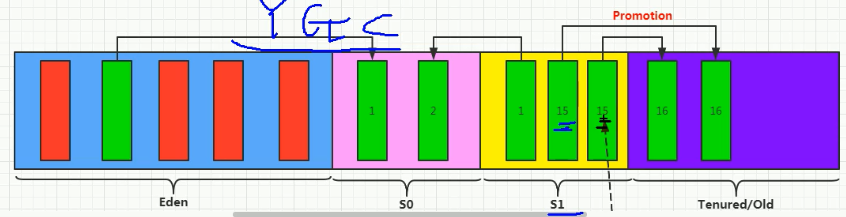 YGC
Promotion
1 2 1 15 15 16 16
Eden S0 S1 Tenured/Old